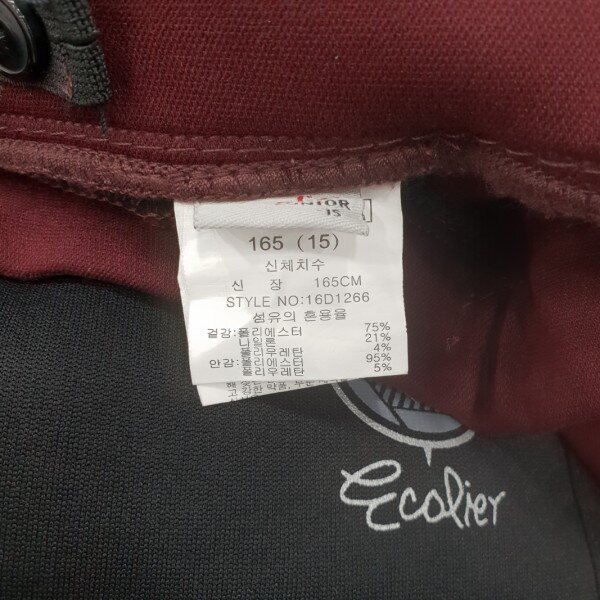 JUNIOR
15
165 (15)
신체치수
신 장 165CM
STYLE NO:16D1266
섬유의 혼용율
겉감:폴리에스터 75%
나일론 21%
폴리우레탄 4%
안감:폴리에스터 95%
폴리우레탄 5%
Ecolier